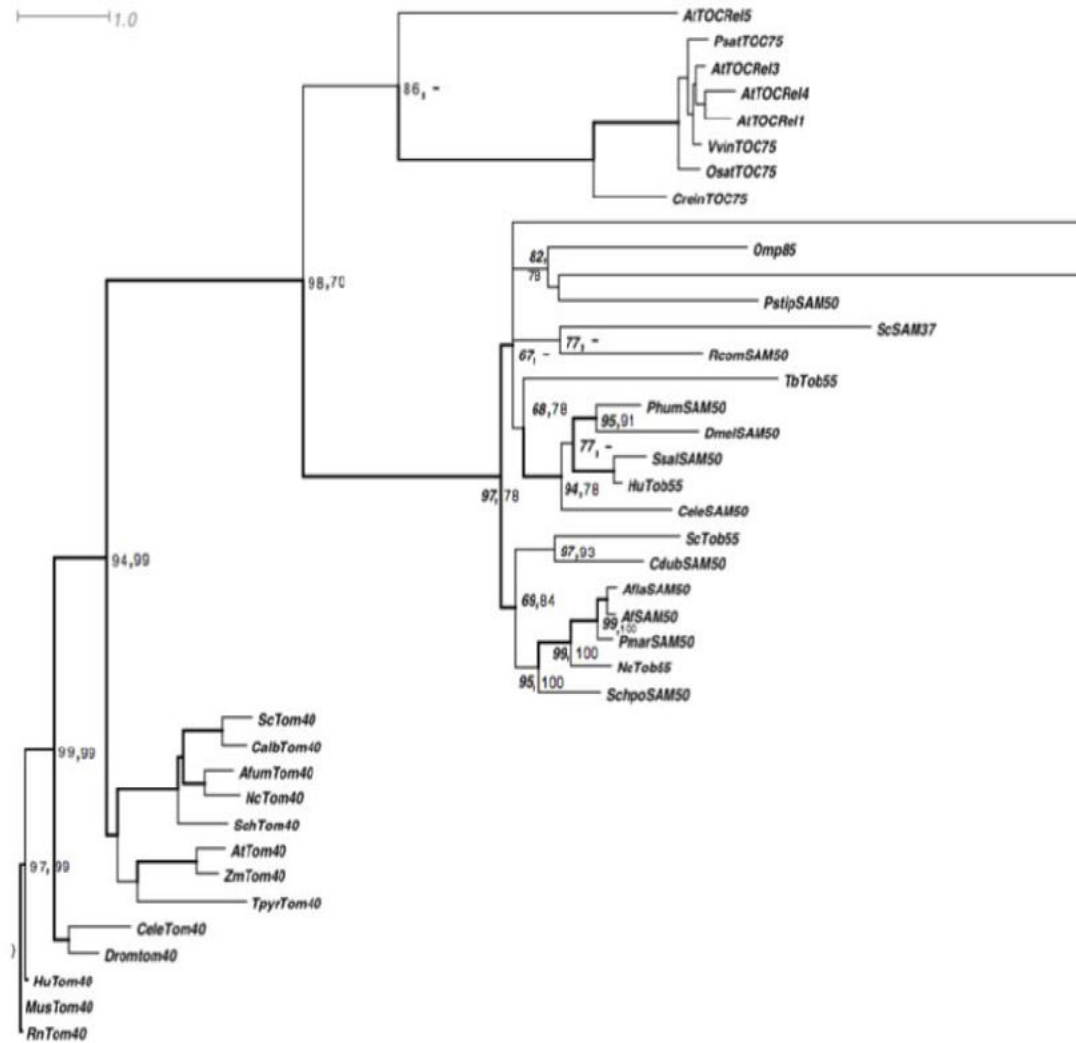 1.0
AtTOCRel5
PsatTOC75
AtTOCRel3
86, -
AtTOCRel4
AtTOCRel1
VvinTOC75
OsatTOC75
CreinTOC75
82,
Omp85
78
98,70
PstipSAM50
ScSAM37
77, -
67, -
RcomSAM50
TbTob55
68,78
PhumSAM50
95,91
DmelSAM50
77, -
SsalSAM50
HuTob55
97,78
94,78
CeleSAM50
ScTob55
97,93
CdubSAM50
94,99
AflaSAM50
69,84
AfSAM50
99,100
PmarSAM50
99,100
NcTob55
95,100
SchpoSAM50
ScTom40
CalbTom40
99,99
AfumTom40
NcTom40
SchTom40
AtTom40
97,99
ZmTom40
TpyrTom40
CeleTom40
)
Dromtom40
HuTom40
MusTom40
RnTom40